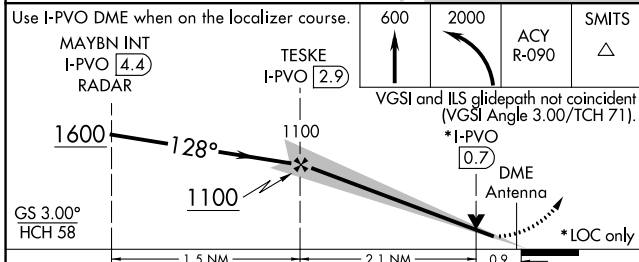 Use I-PVO DME when on the localizer course.
MAYBN INT
I-PVO 4.4
RADAR
TESKE
I-PVO 2.9
600
2000
ACY
R-090
SMITS
VGSI and ILS glidepath not coincident
(VGSI Angle 3.00/TCH 71).
*I-PVO
0.7
DME
Antenna
1600
128°
1100
1100
GS 3.00°
HCH 58
*LOC only
1.5 NM
2.1 NM
0.9